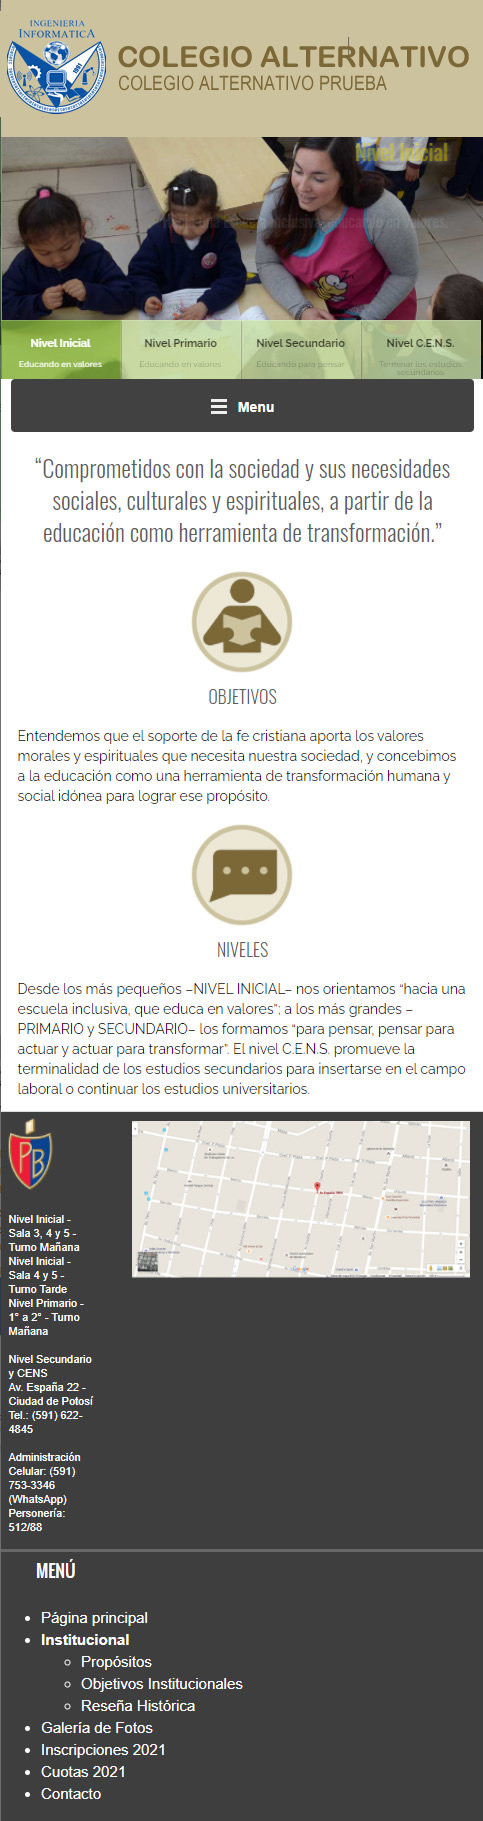 INGENIERIA
INFORMATICA
COLEGIO ALTERNATIVO
COLEGIO ALTERNATIVO PRUEBA
Nivel Inicial
Nivel Inicial
Educando en valores
Nivel Primario
Educando en valores
Nivel Secundario
Educando para pensar
Nivel C.E.N.S.
Terminar los estudios
secundarios
Menu
“Comprometidos con la sociedad y sus necesidades
sociales, culturales y espirituales, a partir de la
educación como herramienta de transformación.”
OBJETIVOS
Entendemos que el soporte de la fe cristiana aporta los valores
morales y espirituales que necesita nuestra sociedad, y concebimos
a la educación como una herramienta de transformación humana y
social idónea para lograr ese propósito.
NIVELES
Desde los más pequeños –NIVEL INICIAL– nos orientamos “hacia una
escuela inclusiva, que educa en valores”; a los más grandes –
PRIMARIO y SECUNDARIO– los formamos “para pensar, pensar para
actuar y actuar para transformar”. El nivel C.E.N.S. promueve la
terminalidad de los estudios secundarios para insertarse en el campo
laboral o continuar los estudios universitarios.
PB
Nivel Inicial -
Sala 3, 4 y 5 -
Turno Mañana
Nivel Inicial -
Sala 4 y 5 -
Turno Tarde
Nivel Primario -
1° a 2° - Turno
Mañana
Nivel Secundario
y CENS
Av. España 22 -
Ciudad de Potosí
Tel.: (591) 622-
4845
Administración
Celular: (591)
753-3346
(WhatsApp)
Personería:
512/88
MENÚ
Página principal
Institucional
Propósitos
Objetivos Institucionales
Reseña Histórica
Galería de Fotos
Inscripciones 2021
Cuotas 2021
Contacto